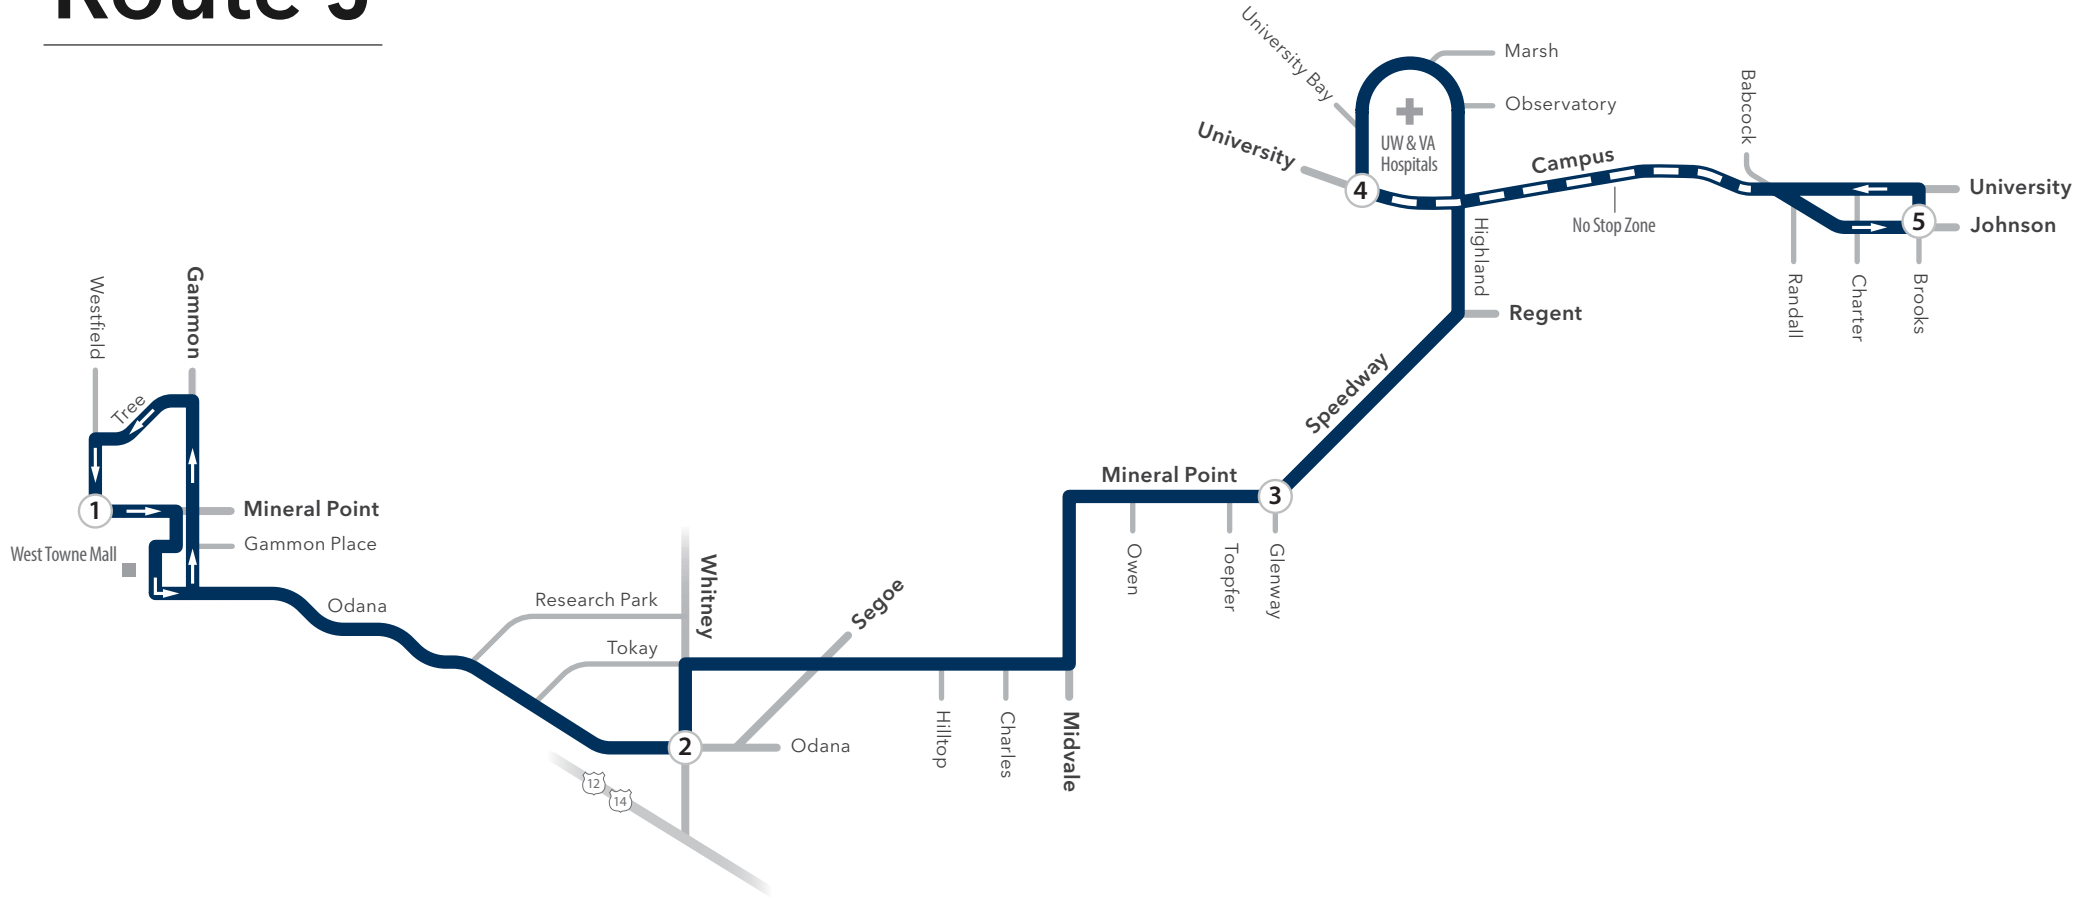 Route
University Bay
Marsh
Observatory
UW & VA
Hospitals
University
4
Babcock
Campus
No Stop Zone
University
Johnson
5
Highland
Randall
Charter
Brooks
Regent
Speedway
Westfield
Gammon
Tree
1
Mineral Point
Gammon Place
West Towne Mall
Mineral Point
3
Owen
Toepfer
Glenway
Odana
Research Park
Tokay
Whitney
Segoe
2
Odana
Hilltop
Charles
Midvale
12
14